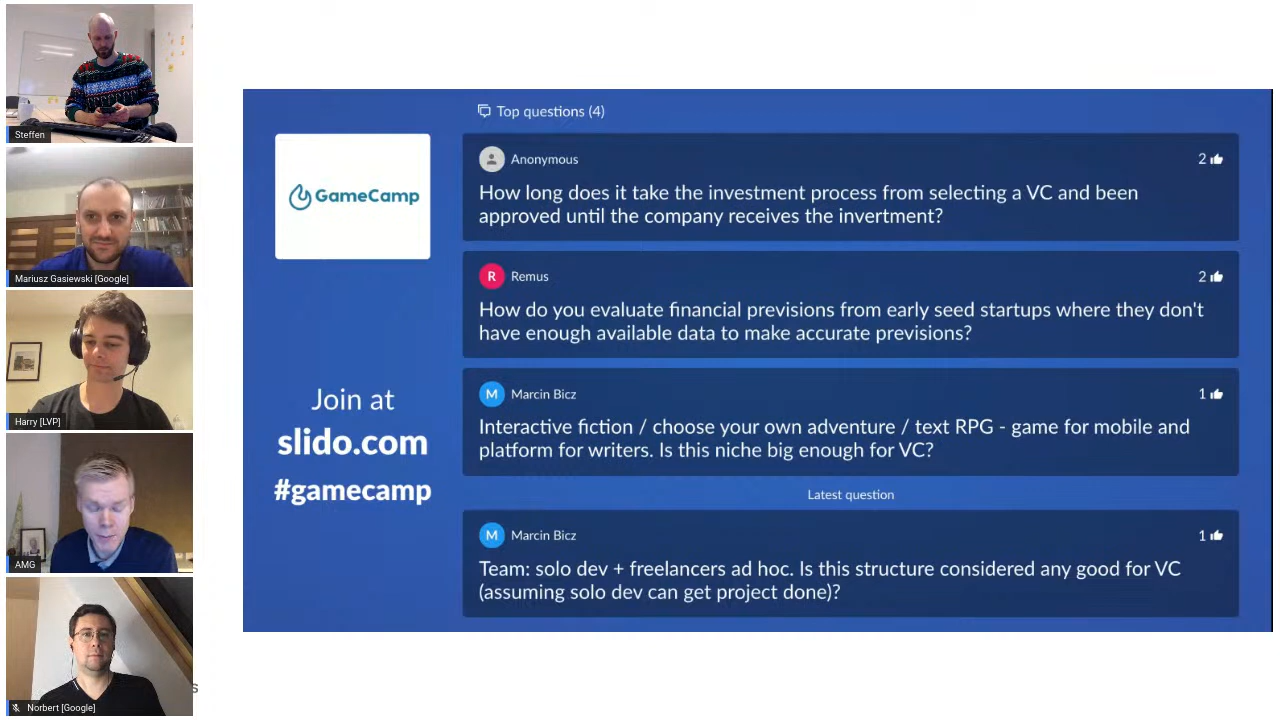 Steffen
Mariusz Gasiewski [Google]
Harry [LVP]
AMG
Norbert [Google]
s
GameCamp
Join at
slido.com
#gamecamp
Top questions (4)
Anonymous
2
How long does it take the investment process from selecting a VC and been
approved until the company receives the invertment?
R
Remus
2
How do you evaluate financial previsions from early seed startups where they don't
have enough available data to make accurate previsions?
M
Marcin Bicz
1
Interactive fiction / choose your own adventure / text RPG - game for mobile and
platform for writers. Is this niche big enough for VC?
Latest question
M
Marcin Bicz
1
Team: solo dev + freelancers ad hoc. Is this structure considered any good for VC
(assuming solo dev can get project done)?